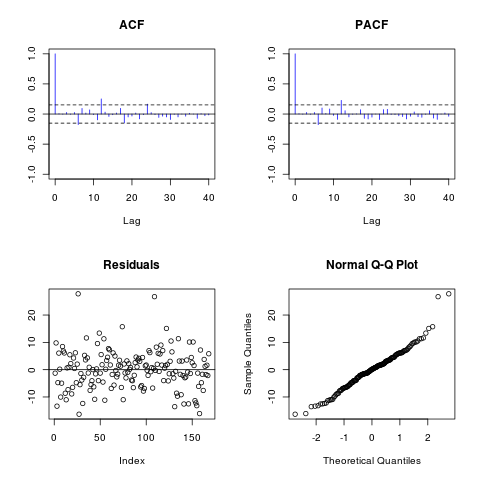 ACF
1.0
0.5
0.0
-0.5
-1.0
0 10 20 30 40
Lag
PACF
1.0
0.5
0.0
-0.5
-1.0
0 10 20 30 40
Lag
Residuals
20
10
0
-10
0 50 100 150
Index
Normal Q-Q Plot
Sample Quantiles
20
10
0
-10
-2 -1 0 1 2
Theoretical Quantiles